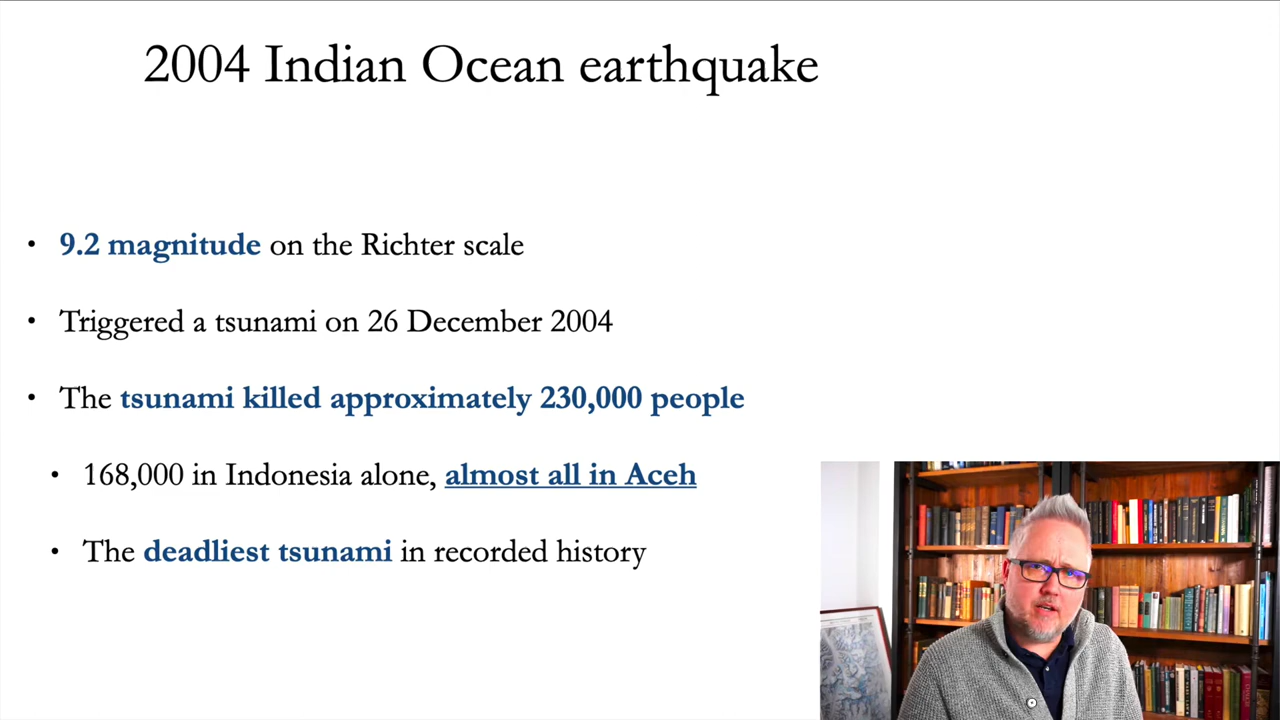 2004 Indian Ocean earthquake
• 9.2 magnitude on the Richter scale
• Triggered a tsunami on 26 December 2004
• The tsunami killed approximately 230,000 people
• 168,000 in Indonesia alone, almost all in Aceh
• The deadliest tsunami in recorded history